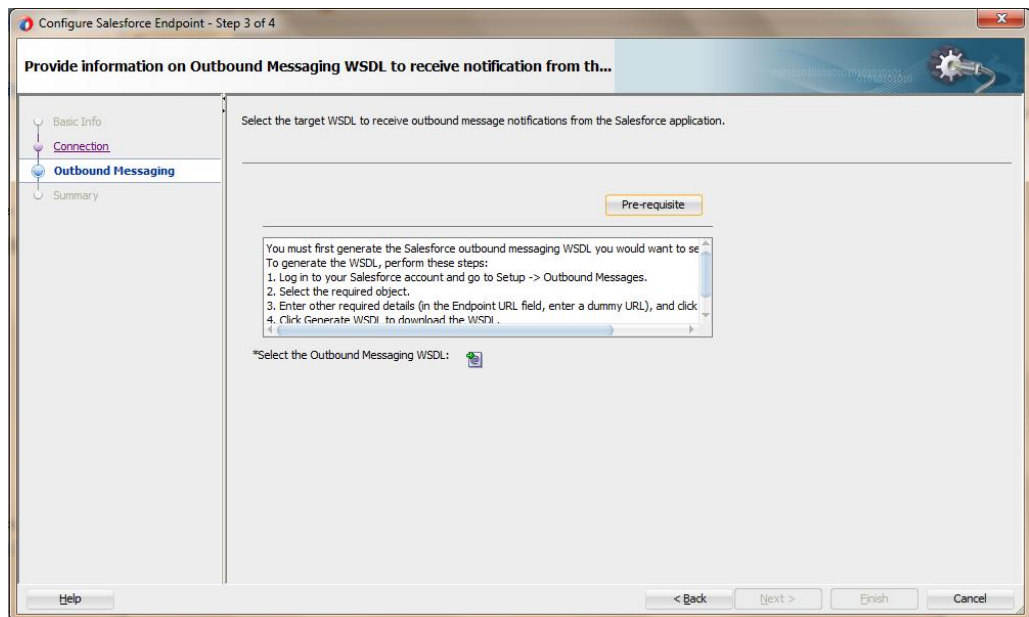 Configure Salesforce Endpoint - Step 3 of 4
Provide information on Outbound Messaging WSDL to receive notification from th...
Basic Info
Connection
Outbound Messaging
Summary
Select the target WSDL to receive outbound message notifications from the Salesforce application.
Pre-requisite
You must first generate the Salesforce outbound messaging WSDL you would want to se
To generate the WSDL, perform these steps:
1. Log in to your Salesforce account and go to Setup -> Outbound Messages.
2. Select the required object.
3. Enter other required details (in the Endpoint URL field, enter a dummy URL), and click
4. Click Generate WSDL to download the WSDL.
*Select the Outbound Messaging WSDL:
Help
< Back
Next >
Finish
Cancel